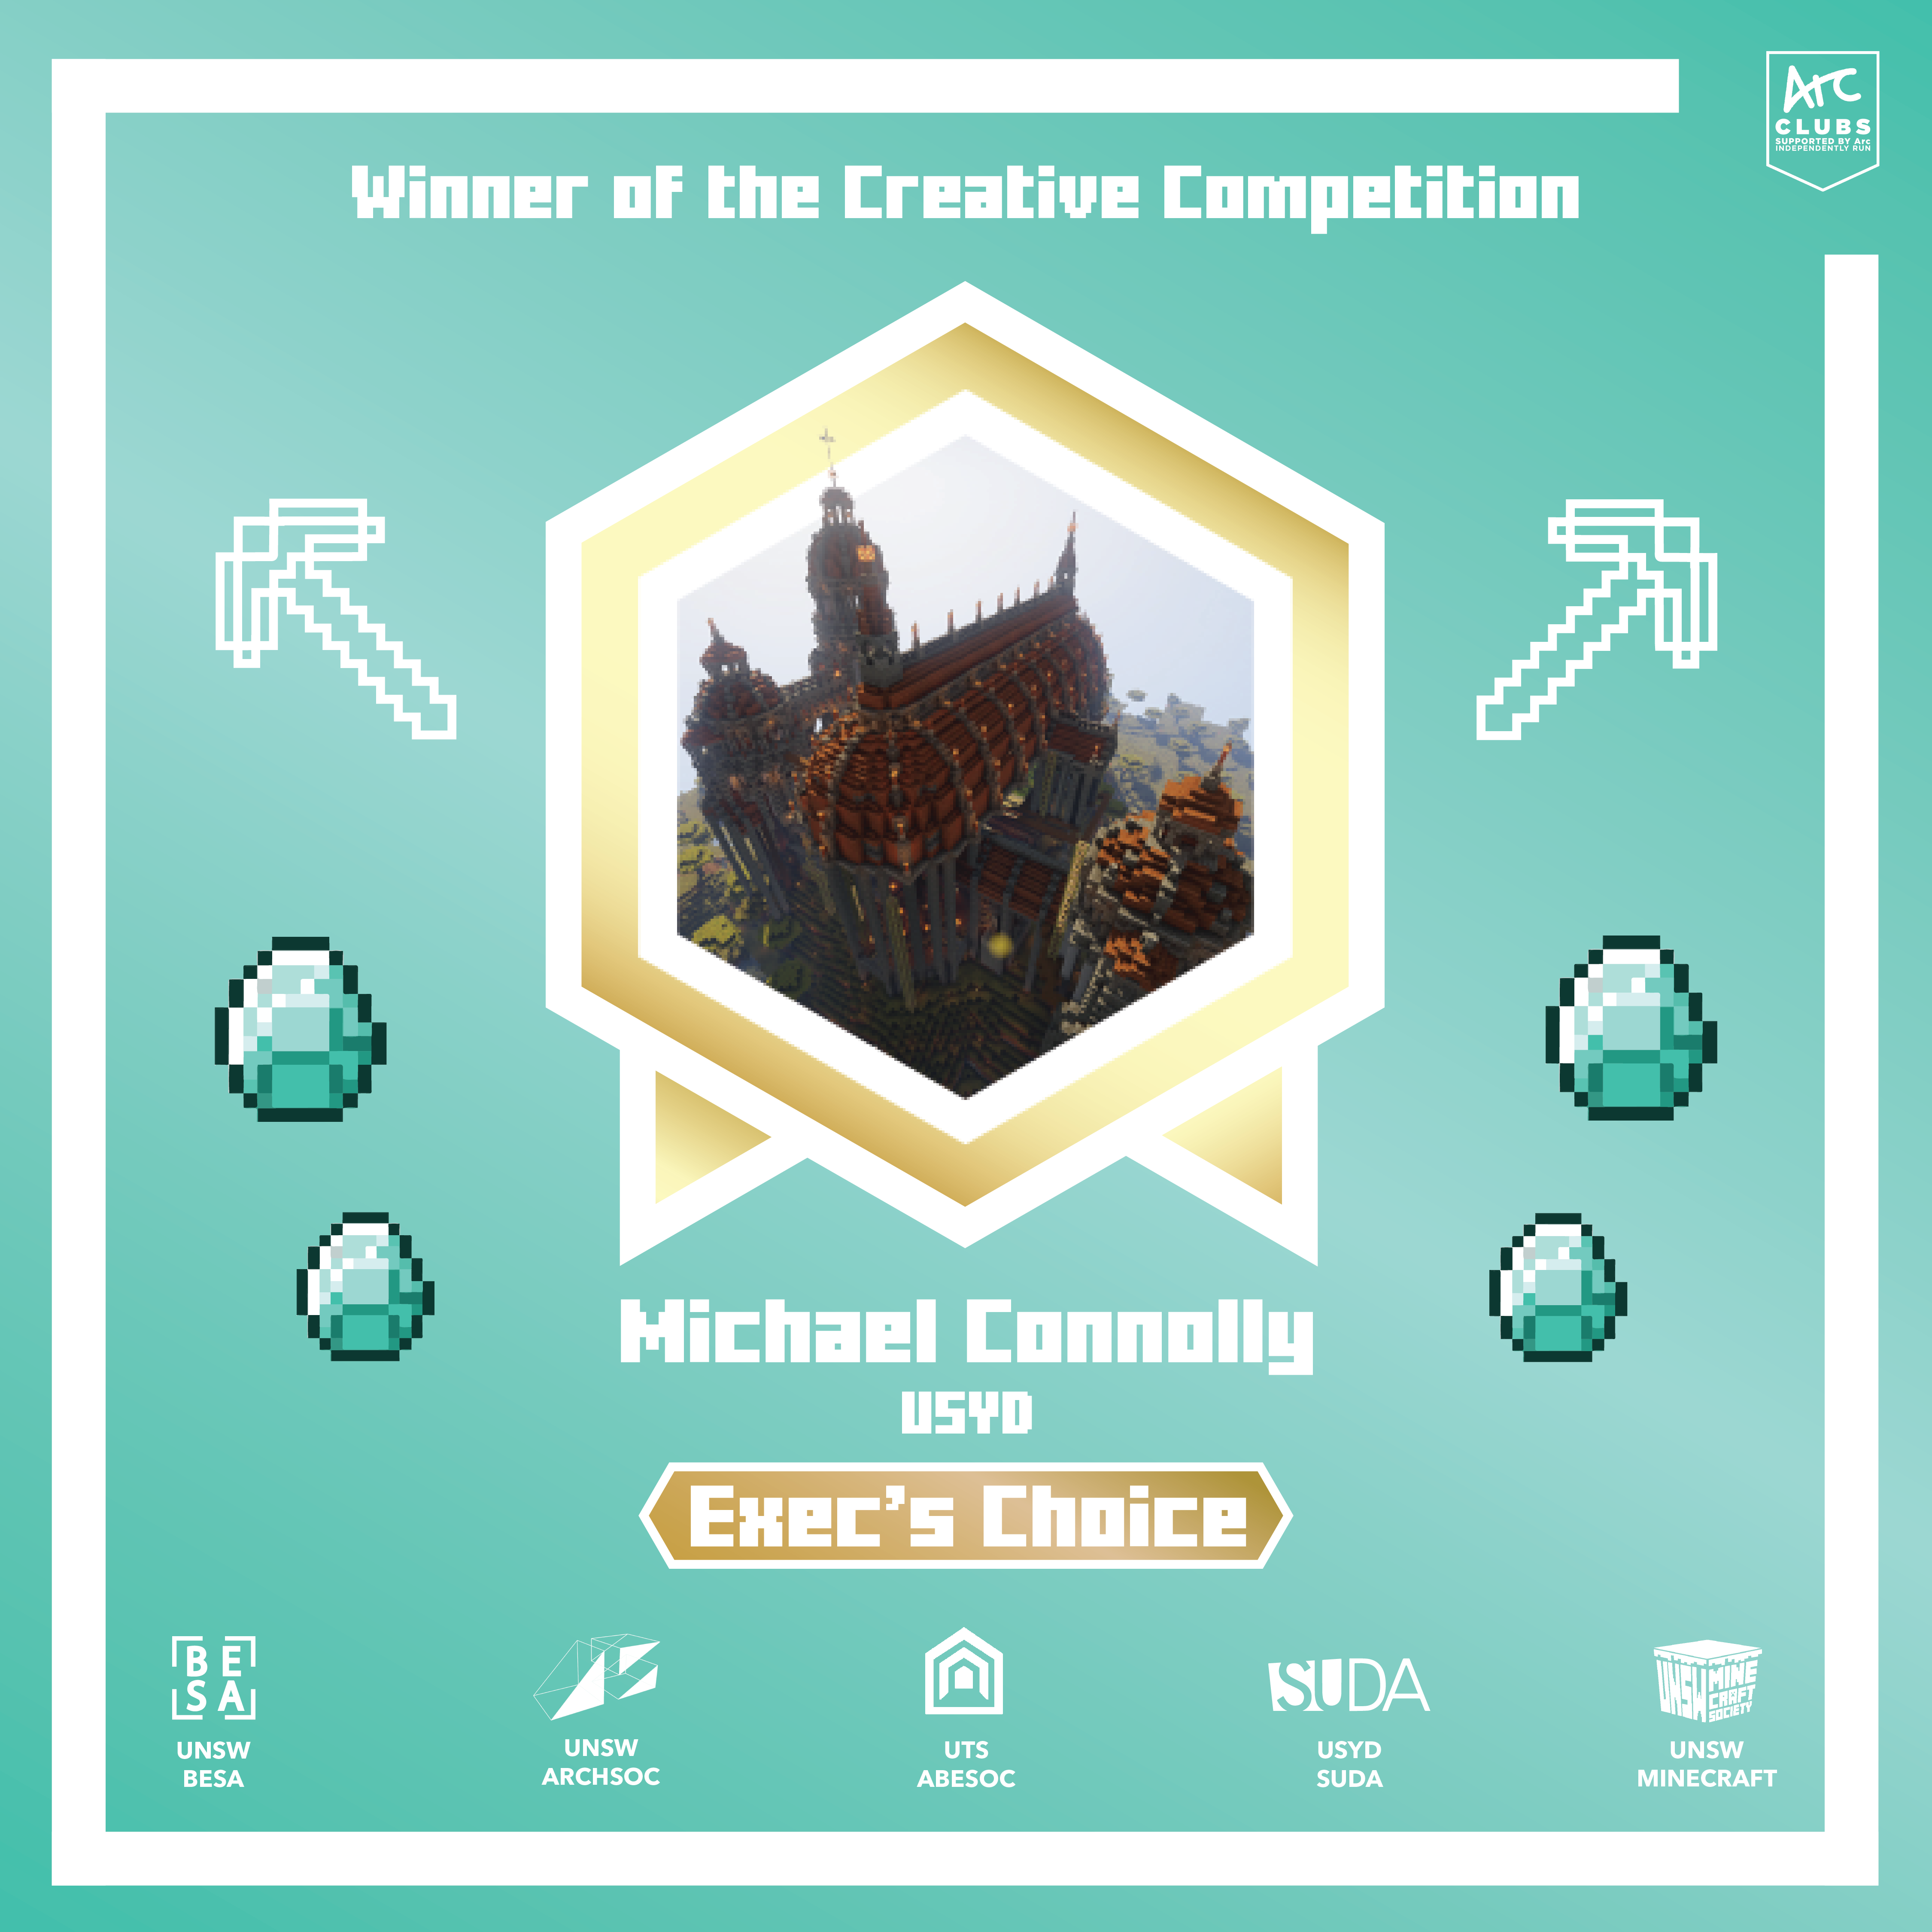 Arc
CLUBS
SUPPORTED BY Arc
INDEPENDENTLY RUN
Winner of the Creative Competition
Michael Connolly
USYD
Exec's Choice
BE
SA
UNSW
BESA
UNSW
ARCHSOC
UTS
ABESOC
SUDA
USYD
SUDA
UNSW
MINE
CRAFT
SOCIETY
UNSW
MINECRAFT